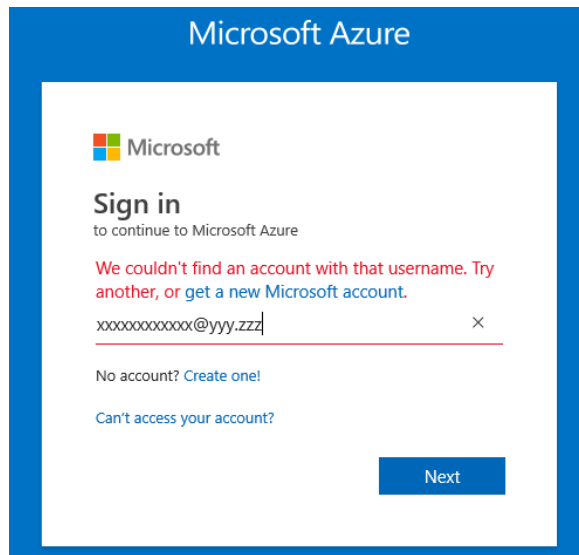 Microsoft Azure
Microsoft
Sign in
to continue to Microsoft Azure
We couldn't find an account with that username. Try
another, or get a new Microsoft account.
xxxxxxxxxxxx@yyy.zzz
No account? Create one!
Can't access your account?
Next